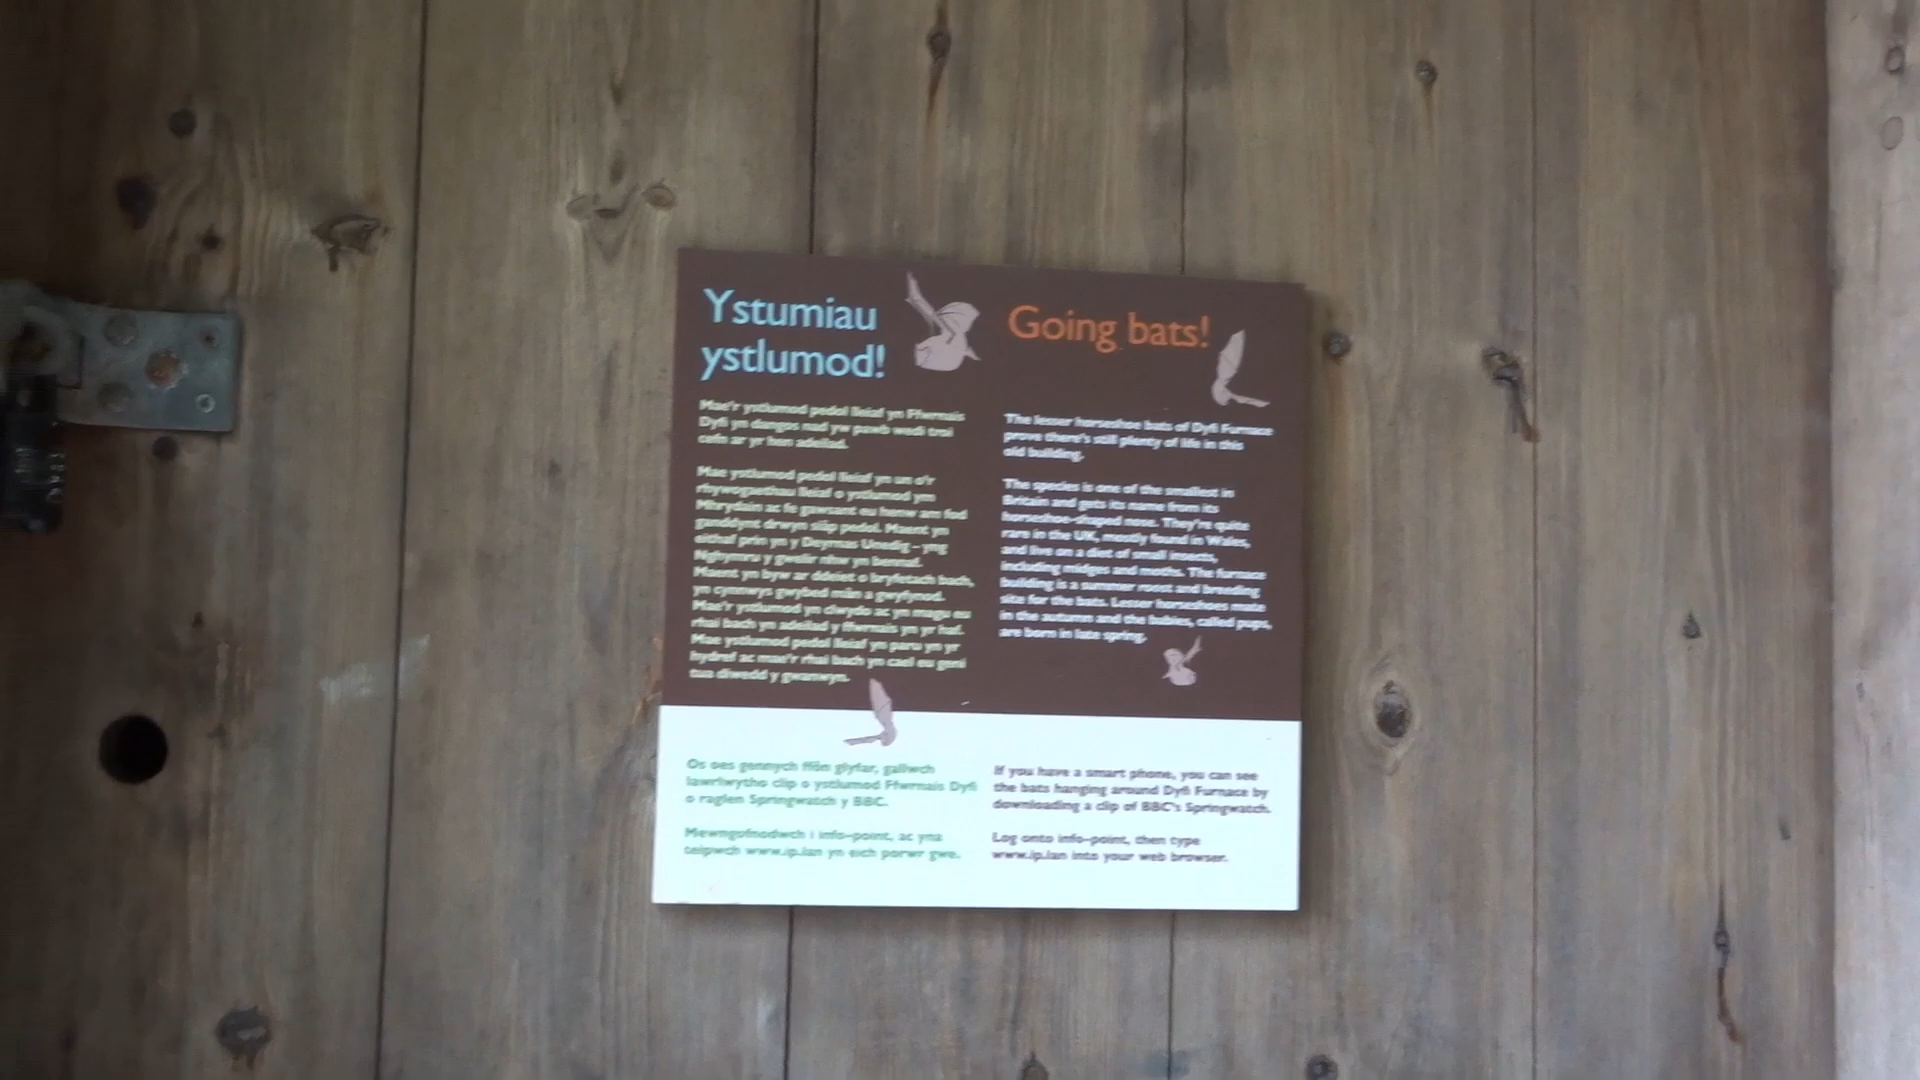 Ystumiau
ystlumod!
Mae'r ystlumod pedol lleiaf yn Ffwrnais
Dyfi yn dangos nad yw pawb wedi troi
cefn ar yr hen adeilad.
Mae ystlumod pedol lleiaf yn un o'r
rhywogaethau lleiaf o ystlumod ym
Mhrydain ac fe gawsant eu henw am fod
ganddynt drwyn siâp pedol. Maent yn
eithaf prin yn y Deyrnas Unedig – yng
Nghymru y gwelir nhw yn bennaf.
Maent yn byw ar ddeiet o bryfetach bach,
yn cynnwys gwybed mân a gwyfynod.
Mae'r ystlumod yn clwydo ac yn magu eu
rhai bach yn adeilad y ffwrnais yn yr haf.
Mae ystlumod pedol lleiaf yn paru yn yr
hydref ac mae'r rhai bach yn cael eu geni
tua diwedd y gwanwyn.
Os oes gennych ffôn glyfar, gallwch
lawrlwytho clip o ystlumod Ffwrnais Dyfi
o raglen Springwatch y BBC.
Mewngofnodwch i info-point, ac yna
teipwch www.ip.lan yn eich porwr gwe.
Going bats!
The lesser horseshoe bats of Dyfi Furnace
prove there's still plenty of life in this
old building.
The species is one of the smallest in
Britain and gets its name from its
horseshoe-shaped nose. They're quite
rare in the UK, mostly found in Wales,
and live on a diet of small insects,
including midges and moths. The furnace
building is a summer roost and breeding
site for the bats. Lesser horseshoes mate
in the autumn and the babies, called pups,
are born in late spring.
If you have a smart phone, you can see
the bats hanging around Dyfi Furnace by
downloading a clip of BBC's Springwatch.
Log onto info-point, then type
www.ip.lan into your web browser.